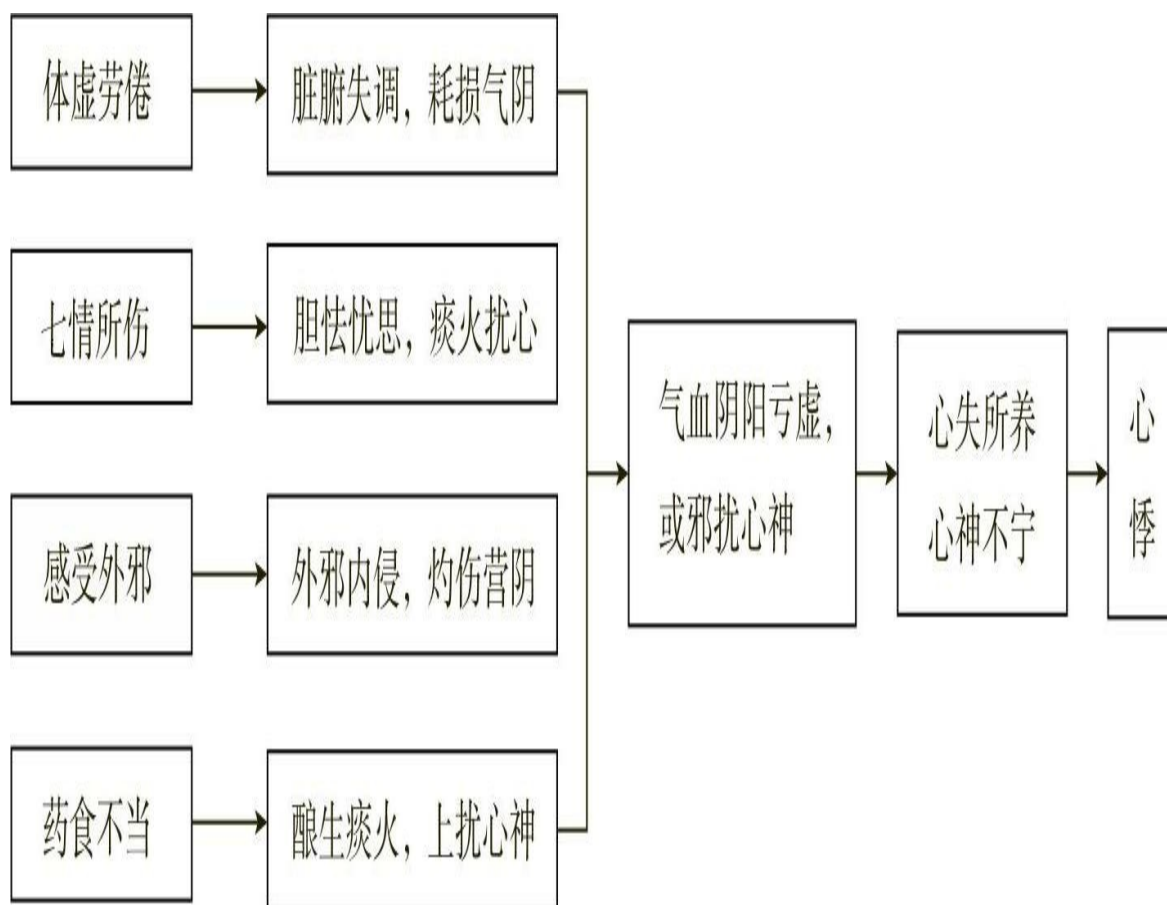 体虚劳倦
脏腑失调，耗损气阴
七情所伤
胆怯忧思，痰火扰心
感受外邪
外邪内侵，灼伤营阴
药食不当
酿生痰火，上扰心神
气血阴阳亏虚，
或邪扰心神
心失所养
心神不宁
心
悸